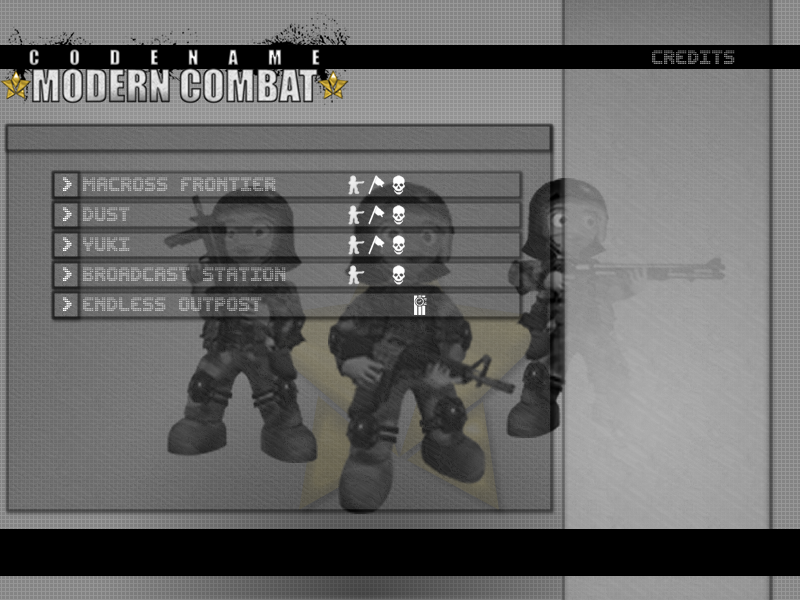 CODENAME
MODERN COMBAT
CREDITS
MACROSS FRONTIER
DUST
YUKI
BROADCAST STATION
ENDLESS OUTPOST